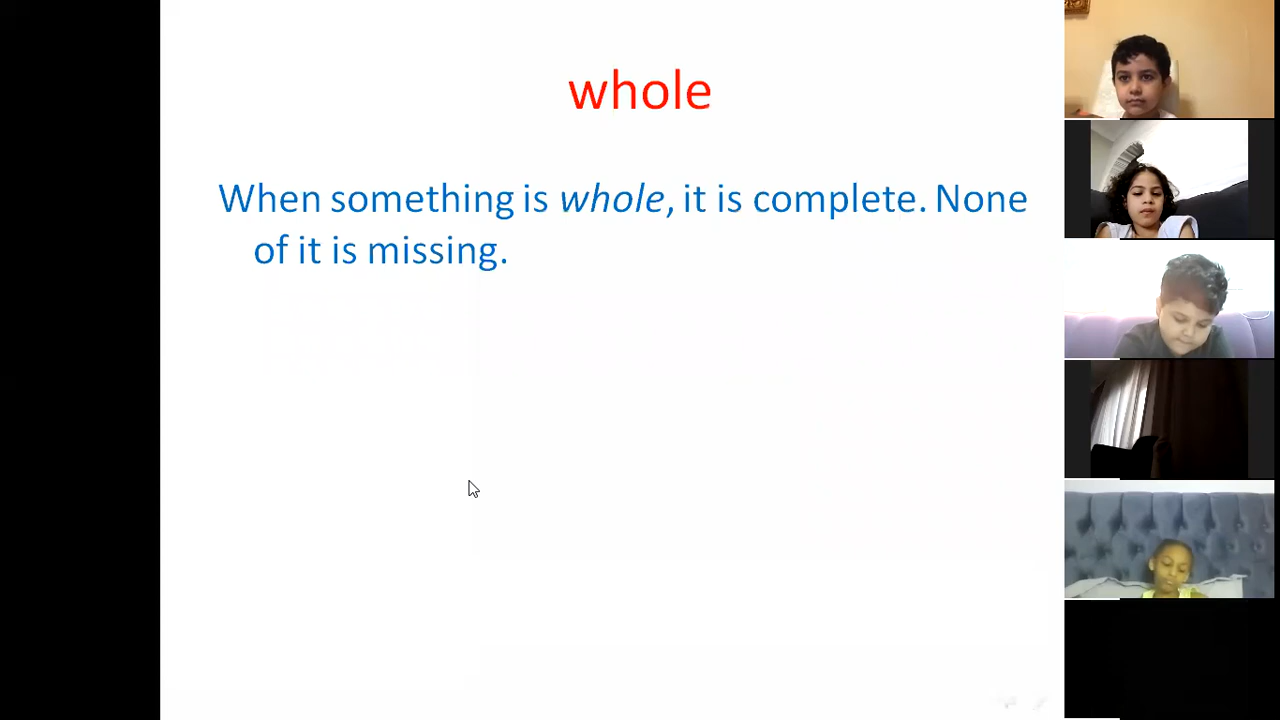 whole
When something is whole, it is complete. None
of it is missing.